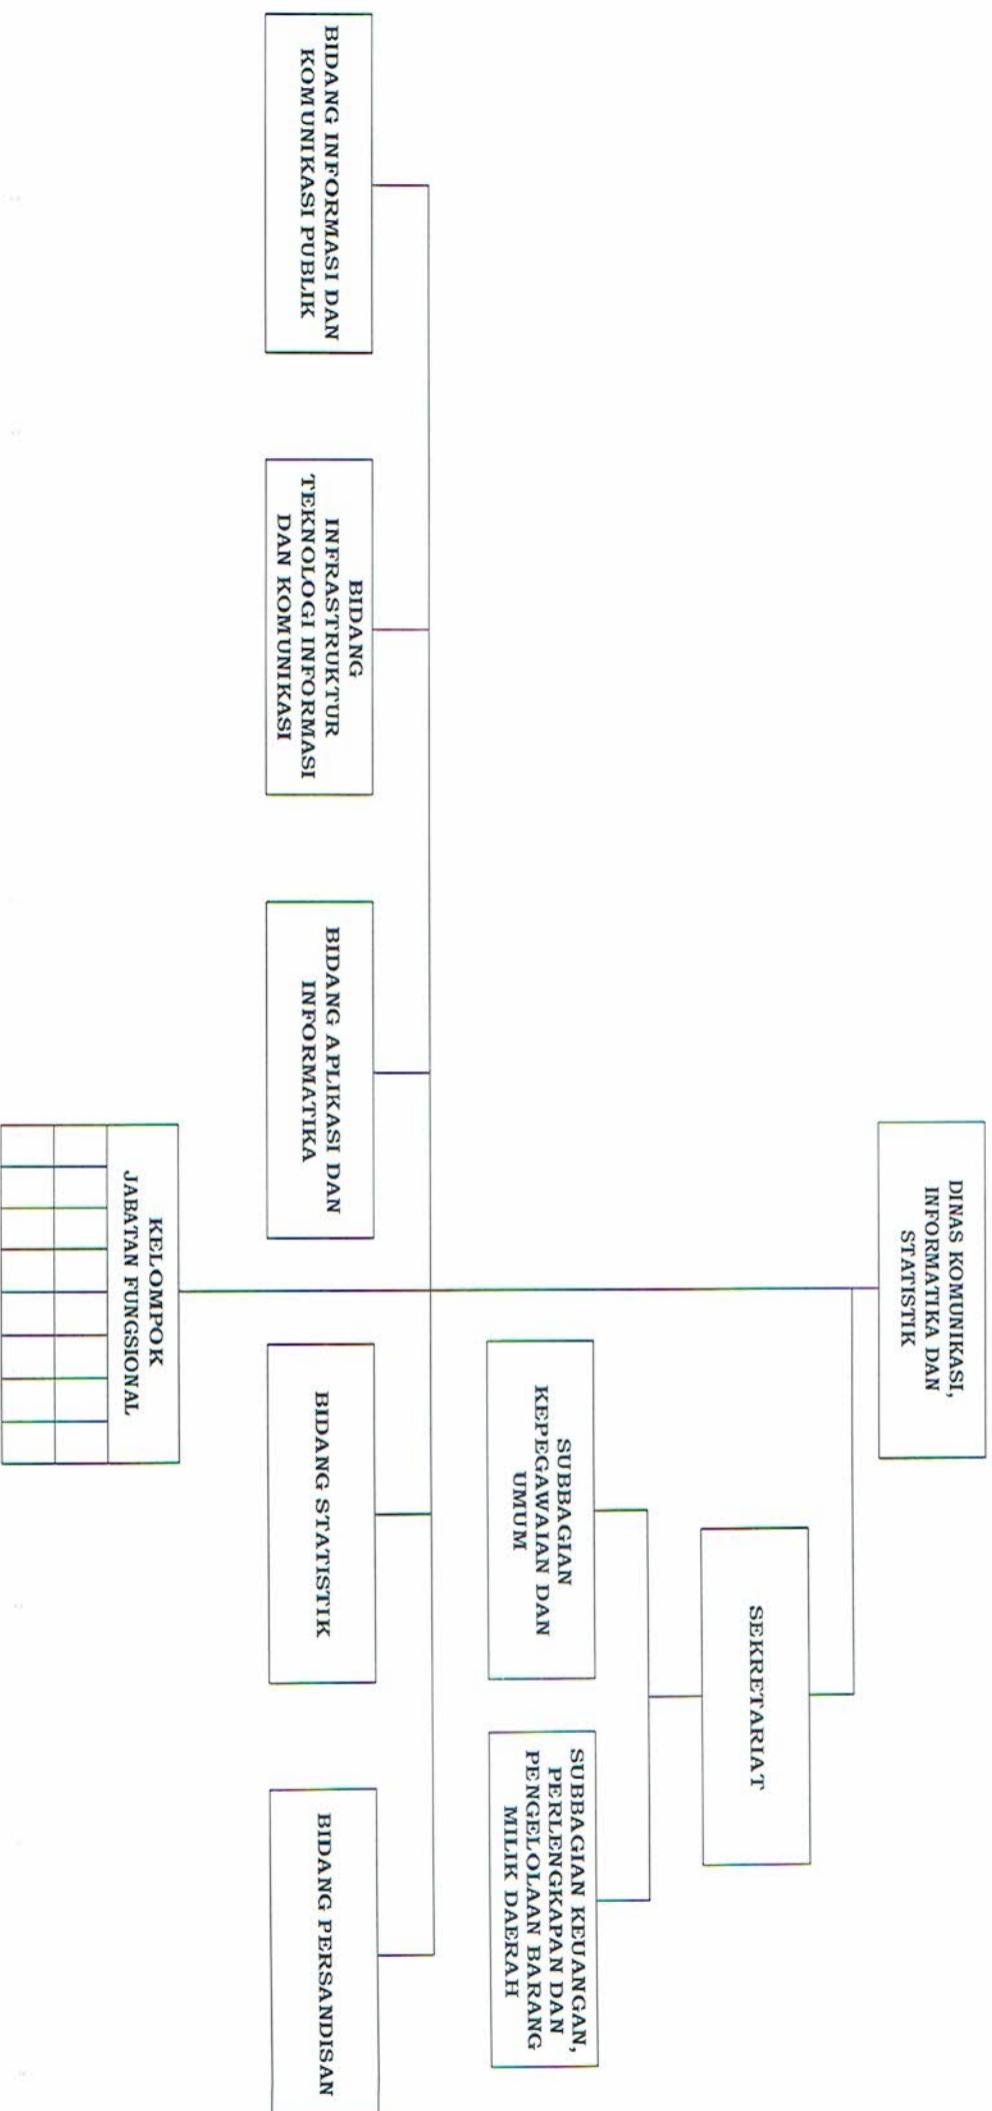 DINAS KOMUNIKASI,
INFORMATIKA DAN
STATISTIK
SEKRETARIAT
SUBBAGIAN
KEPEGAWAIAN DAN
UMUM
SUBBAGIAN KEUANGAN,
PERLENGKAPAN DAN
PENGELOLAAN BARANG
MILIK DAERAH
BIDANG INFORMASI DAN
KOMUNIKASI PUBLIK
BIDANG
INFRASTRUKTUR
TEKNOLOGI INFORMASI
DAN KOMUNIKASI
BIDANG APLIKASI DAN
INFORMATIKA
BIDANG STATISTIK
BIDANG PERSANDISAN
KELOMPOK
JABATAN FUNGSIONAL